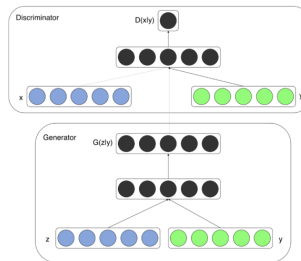 Discriminator
D(x|y)
x
y
Generator
G(z|y)
z
y